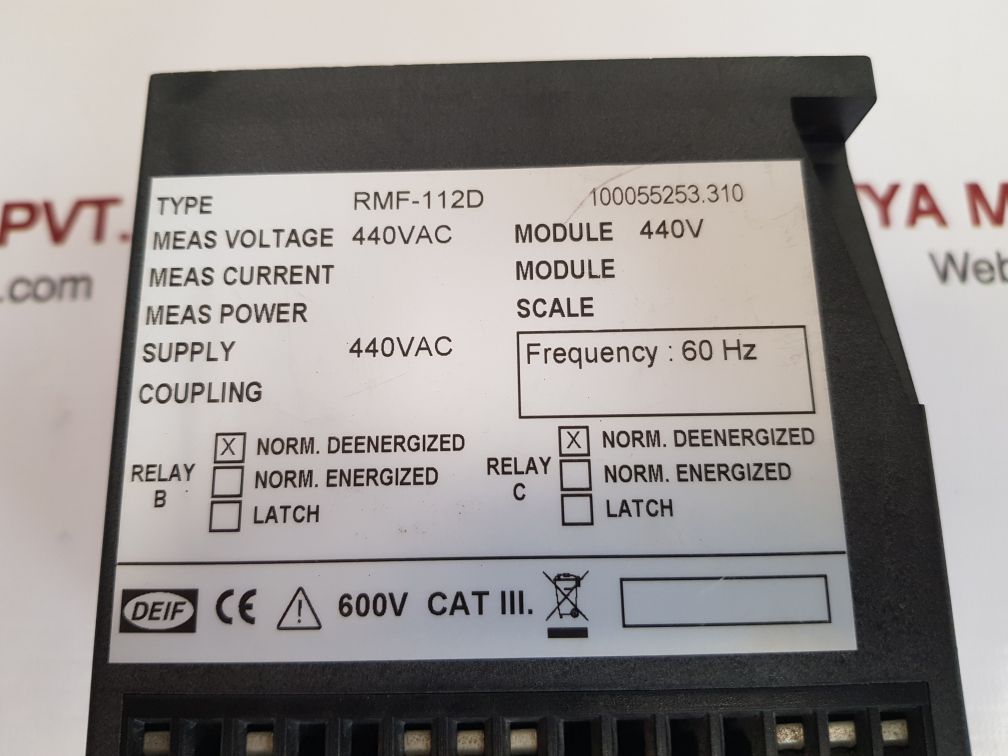 TYPE RMF-112D 100055253.310
MEAS VOLTAGE 440VAC MODULE 440V
MEAS CURRENT MODULE
MEAS POWER SCALE
SUPPLY 440VAC
Frequency : 60 Hz
COUPLING
RELAY B
X NORM. DEENERGIZED
NORM. ENERGIZED
LATCH
RELAY C
X NORM. DEENERGIZED
NORM. ENERGIZED
LATCH
DEIF CE 600V CAT III.
PVT.
.com
YA M
Web